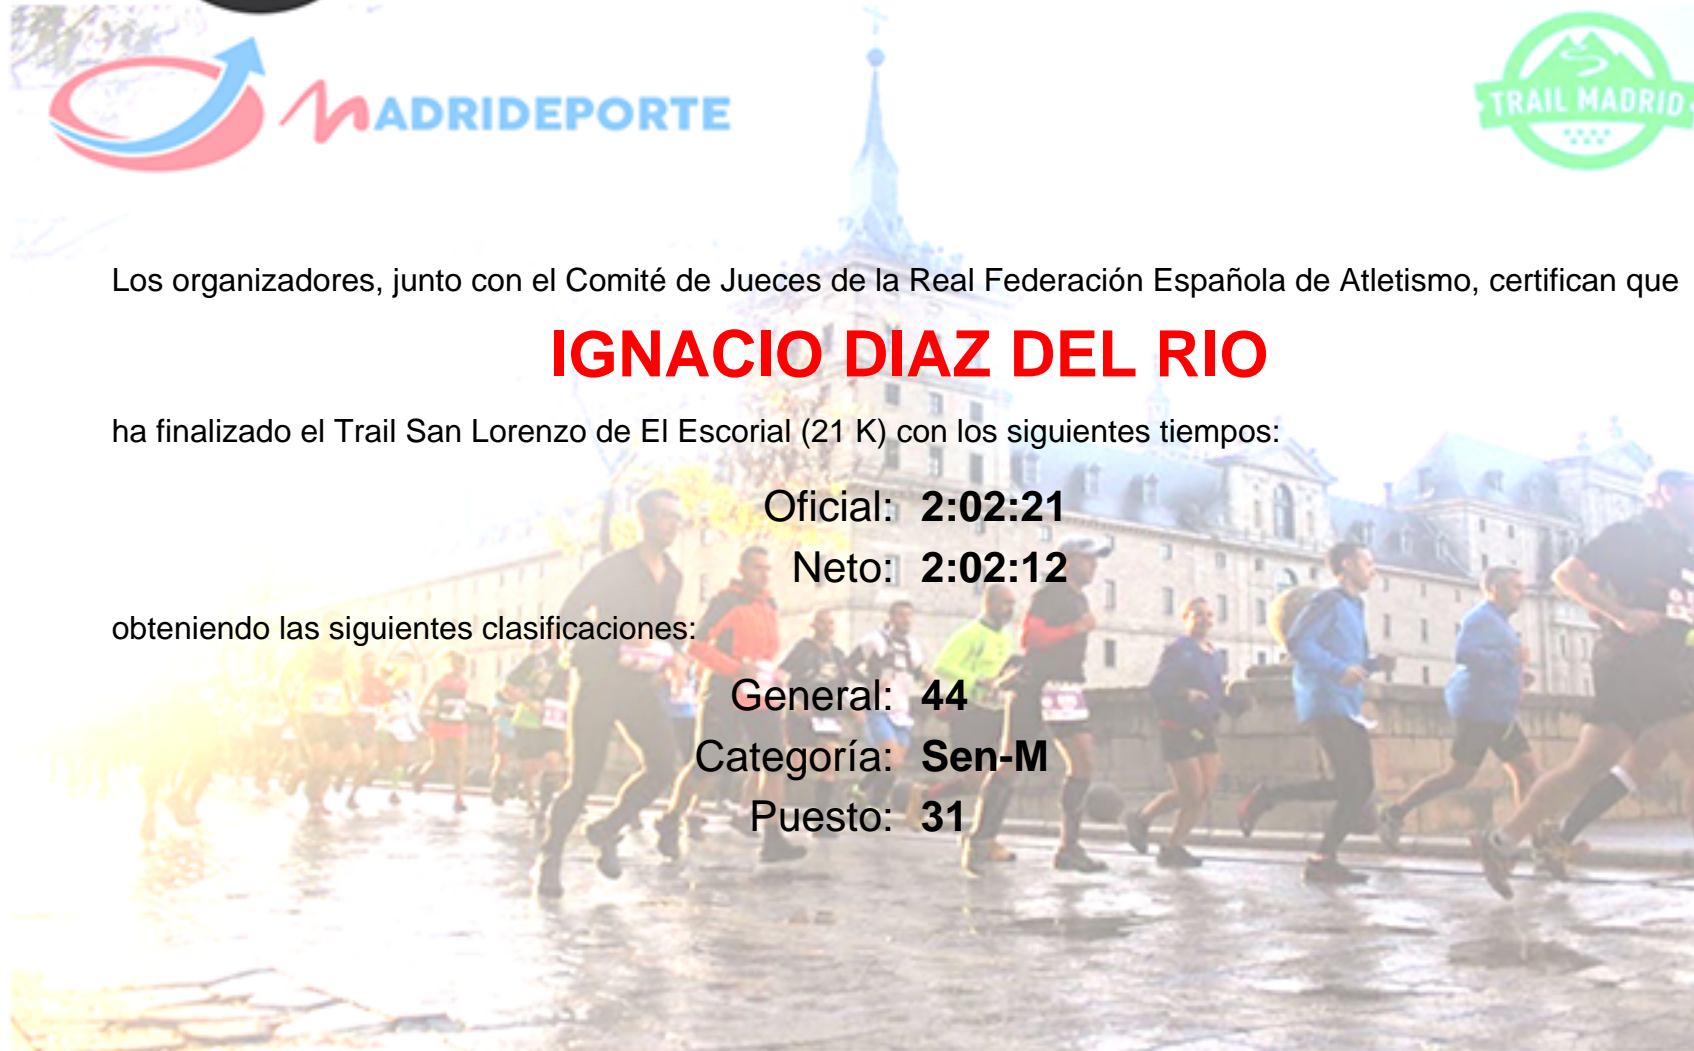 MADRIDEPORTE
TRAIL MADRID
Los organizadores, junto con el Comité de Jueces de la Real Federación Española de Atletismo, certifican que
IGNACIO DIAZ DEL RIO
ha finalizado el Trail San Lorenzo de El Escorial (21 K) con los siguientes tiempos:
Oficial: 2:02:21
Neto: 2:02:12
obteniendo las siguientes clasificaciones:
General: 44
Categoría: Sen-M
Puesto: 31